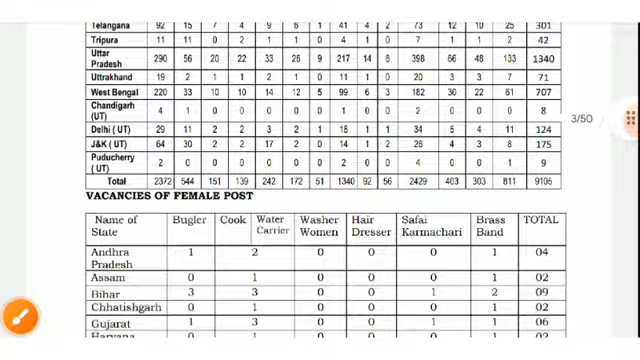 Telangana 92 15 7 4 9 6 1 41 4 2 73 12 10 25 301
Tripura 11 11 0 2 1 1 0 4 1 0 7 1 1 2 42
Uttar Pradesh 290 56 20 22 33 26 9 217 14 8 398 66 48 133 1340
Uttrakhand 19 2 1 1 2 1 0 11 1 0 20 3 3 7 71
West Bengal 220 33 10 10 14 12 5 99 6 3 182 30 22 61 707
Chandigarh (UT) 4 1 0 0 0 0 0 1 0 0 2 0 0 0 8
3/50
Delhi ( UT) 29 11 2 2 3 2 1 18 1 1 34 5 4 11 124
J&K ( UT) 64 30 2 2 17 2 0 14 1 2 26 4 3 8 175
Puducherry ( UT) 2 0 0 0 0 0 0 2 0 0 4 0 0 1 9
Total 2372 544 151 139 242 172 51 1340 92 56 2429 403 303 811 9105
VACANCIES OF FEMALE POST
Name of State Bugler Cook Water Carrier Washer Women Hair Dresser Safai Karmachari Brass Band TOTAL
Andhra Pradesh 1 2 0 0 0 1 04
Assam 0 1 0 0 0 1 02
Bihar 3 3 0 0 1 2 09
Chhatishgarh 0 1 0 0 0 1 02
Gujarat 1 3 0 0 1 1 06
Haryana 0 1 0 0 0 1 02